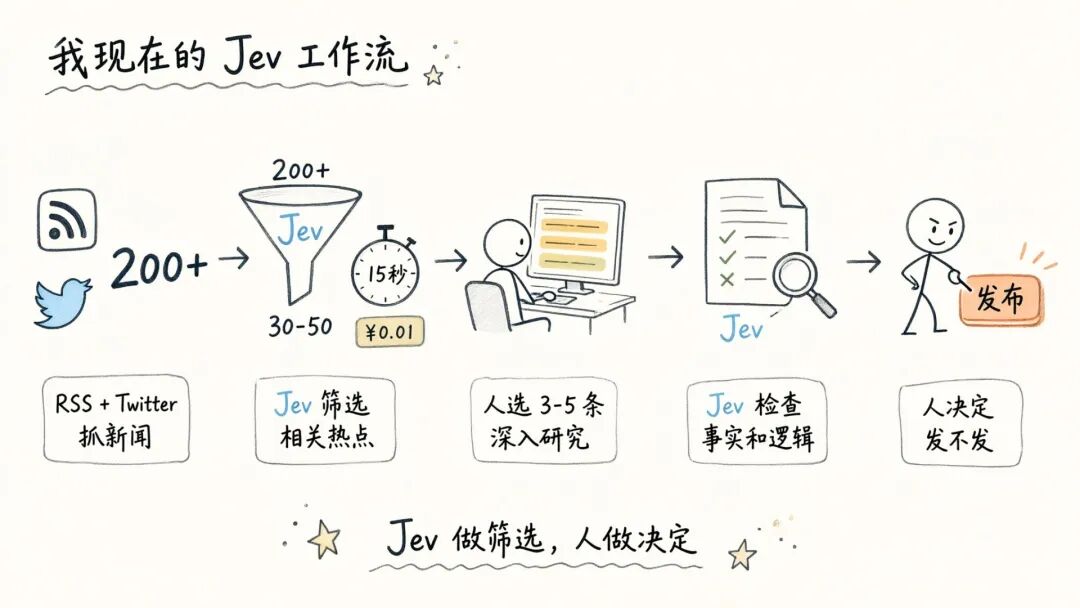 我现在的 Jev 工作流
200+
200+
Jev
15秒
30-50
¥0.01
Jev
发布
RSS + Twitter
抓新闻
Jev 筛选
相关热点
人选 3-5 条
深入研究
Jev 检查
事实和逻辑
人决定
发不发
Jev 做筛选，人做决定